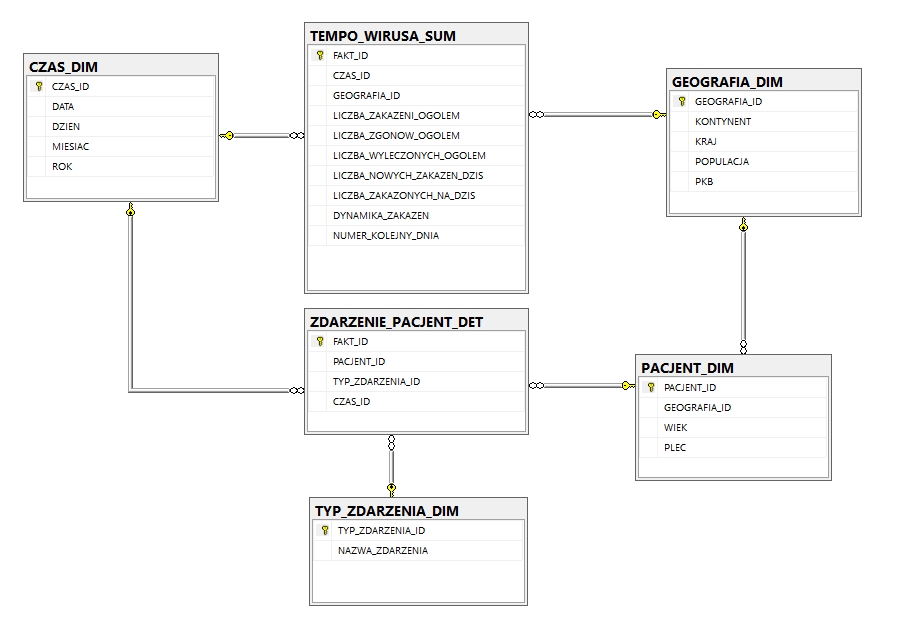 CZAS_DIM
CZAS_ID
DATA
DZIEN
MIESIAC
ROK
TEMPO_WIRUSA_SUM
FAKT_ID
CZAS_ID
GEOGRAFIA_ID
LICZBA_ZAKAZENI_OGOLEM
LICZBA_ZGONOW_OGOLEM
LICZBA_WYLECZONYCH_OGOLEM
LICZBA_NOWYCH_ZAKAZEN_DZIS
LICZBA_ZAKAZONYCH_NA_DZIS
DYNAMIKA_ZAKAZEN
NUMER_KOLEJNY_DNIA
GEOGRAFIA_DIM
GEOGRAFIA_ID
KONTYNENT
KRAJ
POPULACJA
PKB
ZDARZENIE_PACJENT_DET
FAKT_ID
PACJENT_ID
TYP_ZDARZENIA_ID
CZAS_ID
PACJENT_DIM
PACJENT_ID
GEOGRAFIA_ID
WIEK
PLEC
TYP_ZDARZENIA_DIM
TYP_ZDARZENIA_ID
NAZWA_ZDARZENIA